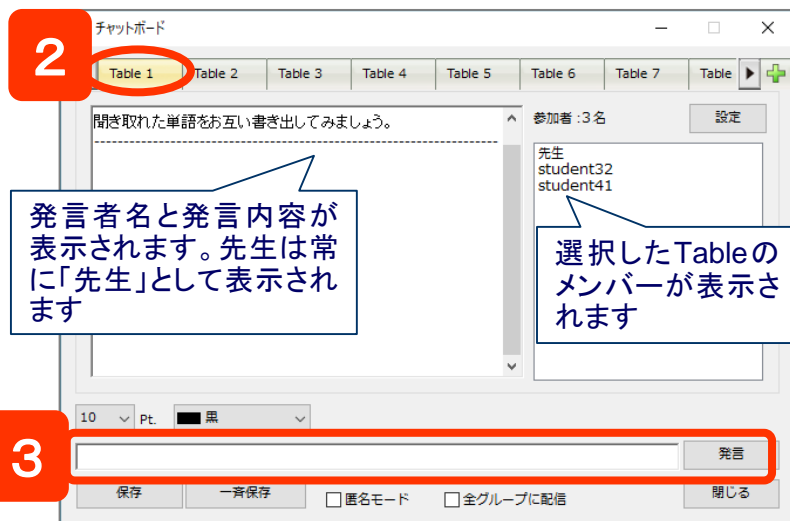 チャットボード
2
Table 1 Table 2 Table 3 Table 4 Table 5 Table 6 Table 7 Table
聞き取れた単語をお互い書き出してみましょう。
--------------------------------------------------------------------
参加者 :3名
設定
先生
student32
student41
発言者名と発言内容が
表示されます。先生は常
に「先生」として表示され
ます
選択したTableの
メンバーが表示さ
れます
10 Pt. 黒
3
発言
保存 一斉保存 匿名モード 全グループに配信 閉じる